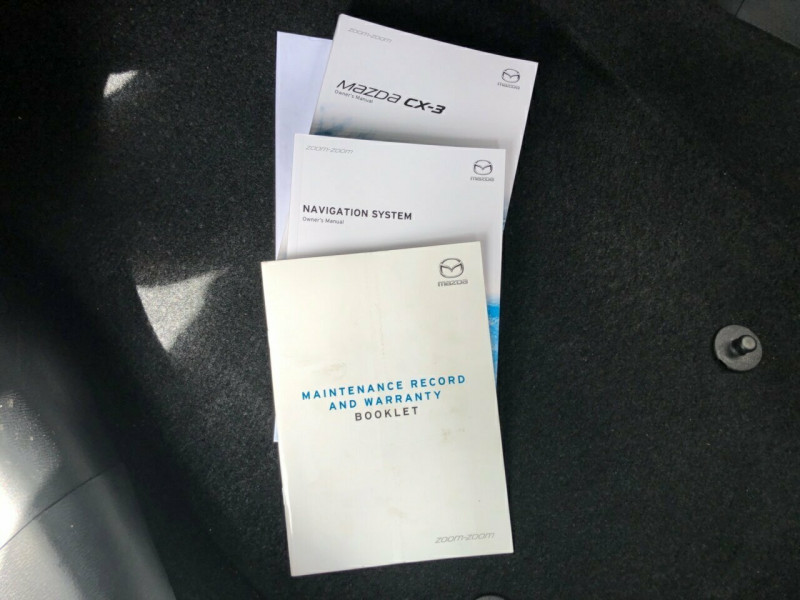 zoom-zoom
mazda
mazda CX-3
Owner's Manual
zoom-zoom
mazda
NAVIGATION SYSTEM
Owner's Manual
mazda
MAINTENANCE RECORD
AND WARRANTY
BOOKLET
zoom-zoom